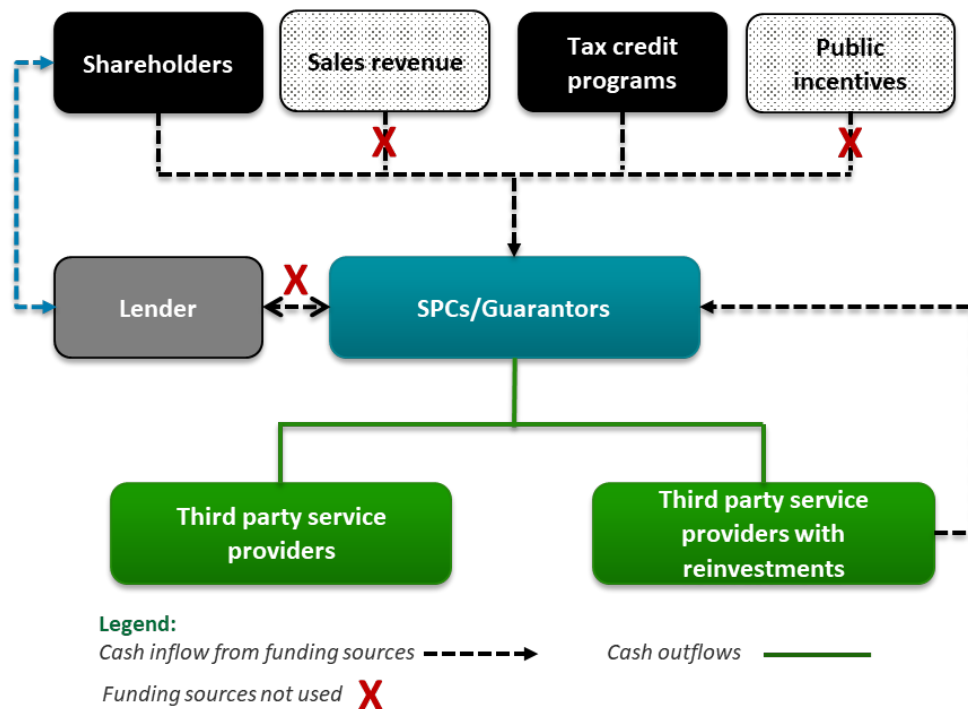 Shareholders
Sales revenue
Tax credit
programs
Public
incentives
X
X
Lender
X
SPCs/Guarantors
Third party service
providers
Third party service
providers with
reinvestments
Legend:
Cash inflow from funding sources
Cash outflows
Funding sources not used X